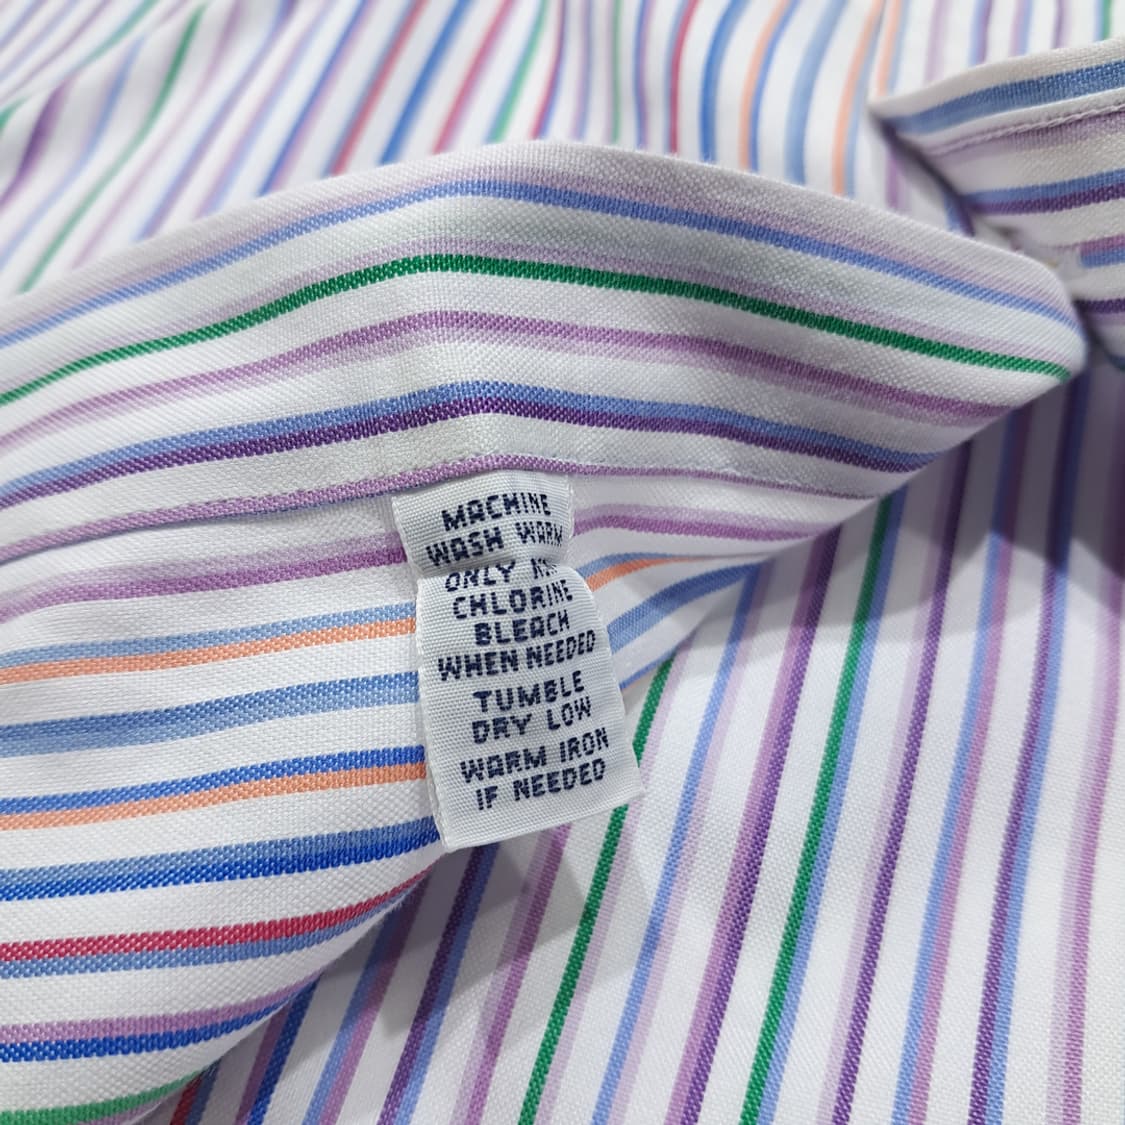 MACHINE
WASH WARM
ONLY
CHLORINE
BLEACH
WHEN NEEDED
TUMBLE
DRY LOW
WARM IRON
IF NEEDED